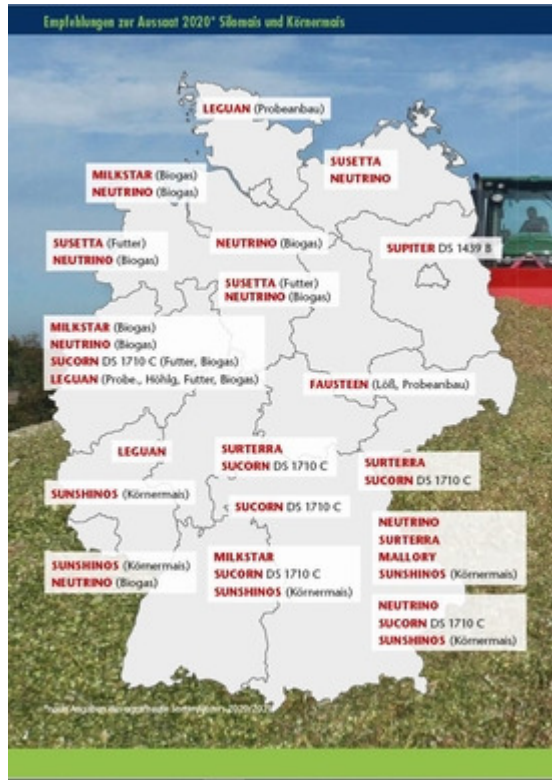 Empfehlungen zur Aussaat 2020* Silomais und Körnermais
LEGUAN (Probeanbau)
SUSETTA
NEUTRINO
MILKSTAR (Biogas)
NEUTRINO (Biogas)
SUSETTA (Futter)
NEUTRINO (Biogas)
NEUTRINO (Biogas)
SUPITER DS 1439 B
SUSETTA (Futter)
NEUTRINO (Biogas)
MILKSTAR (Biogas)
NEUTRINO (Biogas)
SUCORN DS 1710 C (Futter, Biogas)
LEGUAN (Probe., Höhlg, Futter, Biogas)
FAUSTEEN (Löß, Probeanbau)
LEGUAN
SURTERRA
SUCORN DS 1710 C
SURTERRA
SUCORN DS 1710 C
SUNSHINOS (Körnermais)
SUCORN DS 1710 C
NEUTRINO
SURTERRA
MALLORY
SUNSHINOS (Körnermais)
SUNSHINOS (Körnermais)
NEUTRINO (Biogas)
MILKSTAR
SUCORN DS 1710 C
SUNSHINOS (Körnermais)
NEUTRINO
SUCORN DS 1710 C
SUNSHINOS (Körnermais)